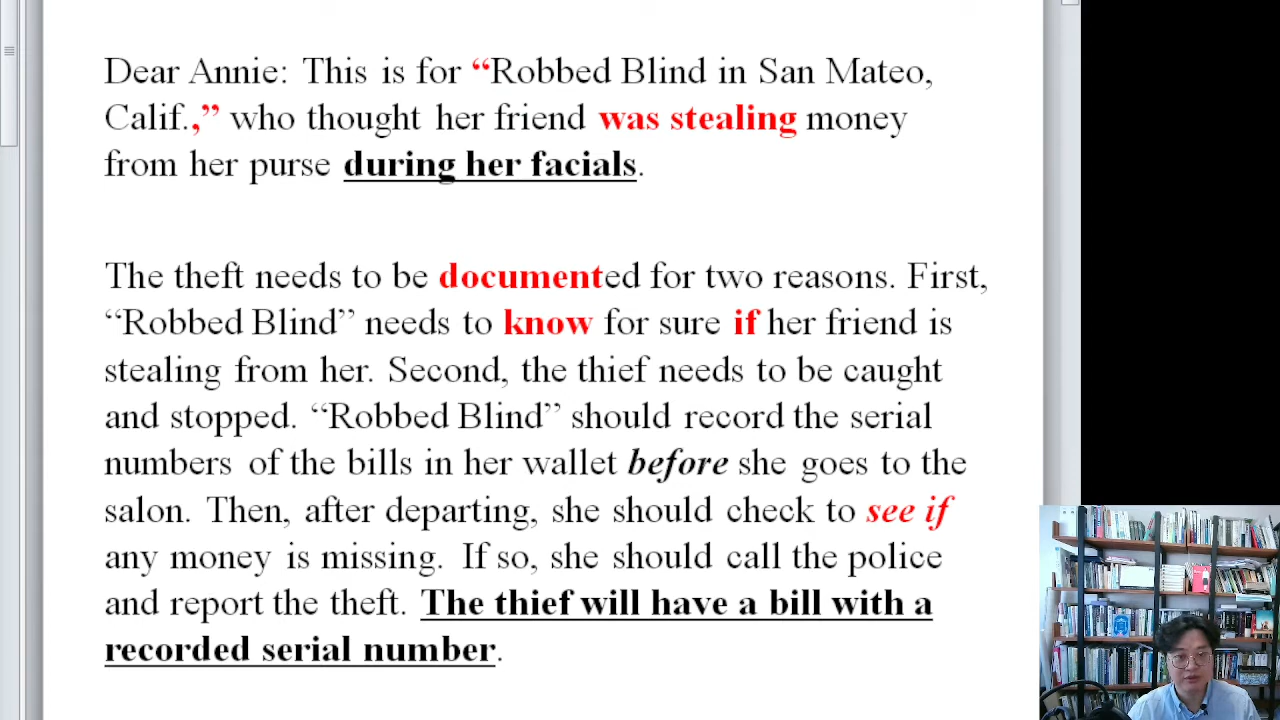 Dear Annie: This is for “Robbed Blind in San Mateo,
Calif.,” who thought her friend was stealing money
from her purse during her facials.
The theft needs to be documented for two reasons. First,
“Robbed Blind” needs to know for sure if her friend is
stealing from her. Second, the thief needs to be caught
and stopped. “Robbed Blind” should record the serial
numbers of the bills in her wallet before she goes to the
salon. Then, after departing, she should check to see if
any money is missing. If so, she should call the police
and report the theft. The thief will have a bill with a
recorded serial number.